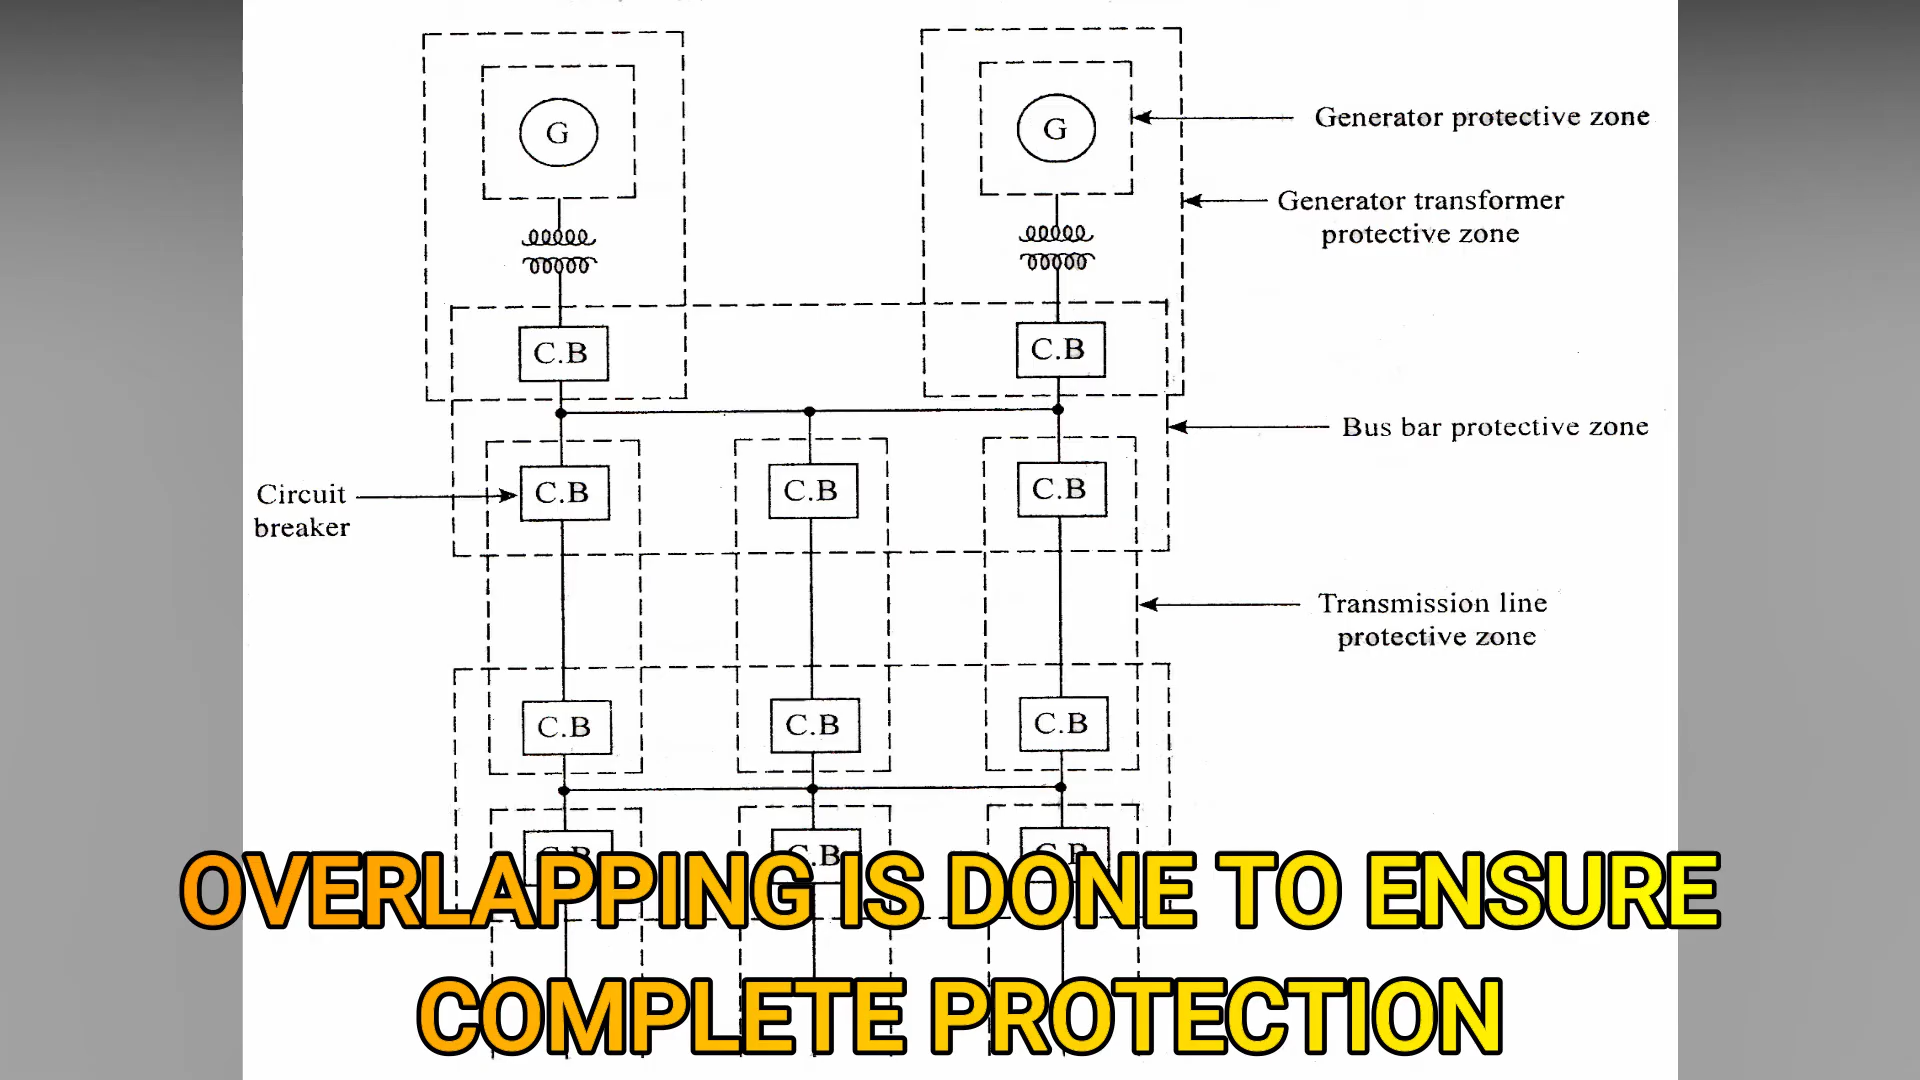 G
G
Generator protective zone
Generator transformer
protective zone
C.B
C.B
Bus bar protective zone
Circuit
breaker
C.B
C.B
C.B
Transmission line
protective zone
C.B
C.B
C.B
C.B
OVERLAPPING IS DONE TO ENSURE
COMPLETE PROTECTION